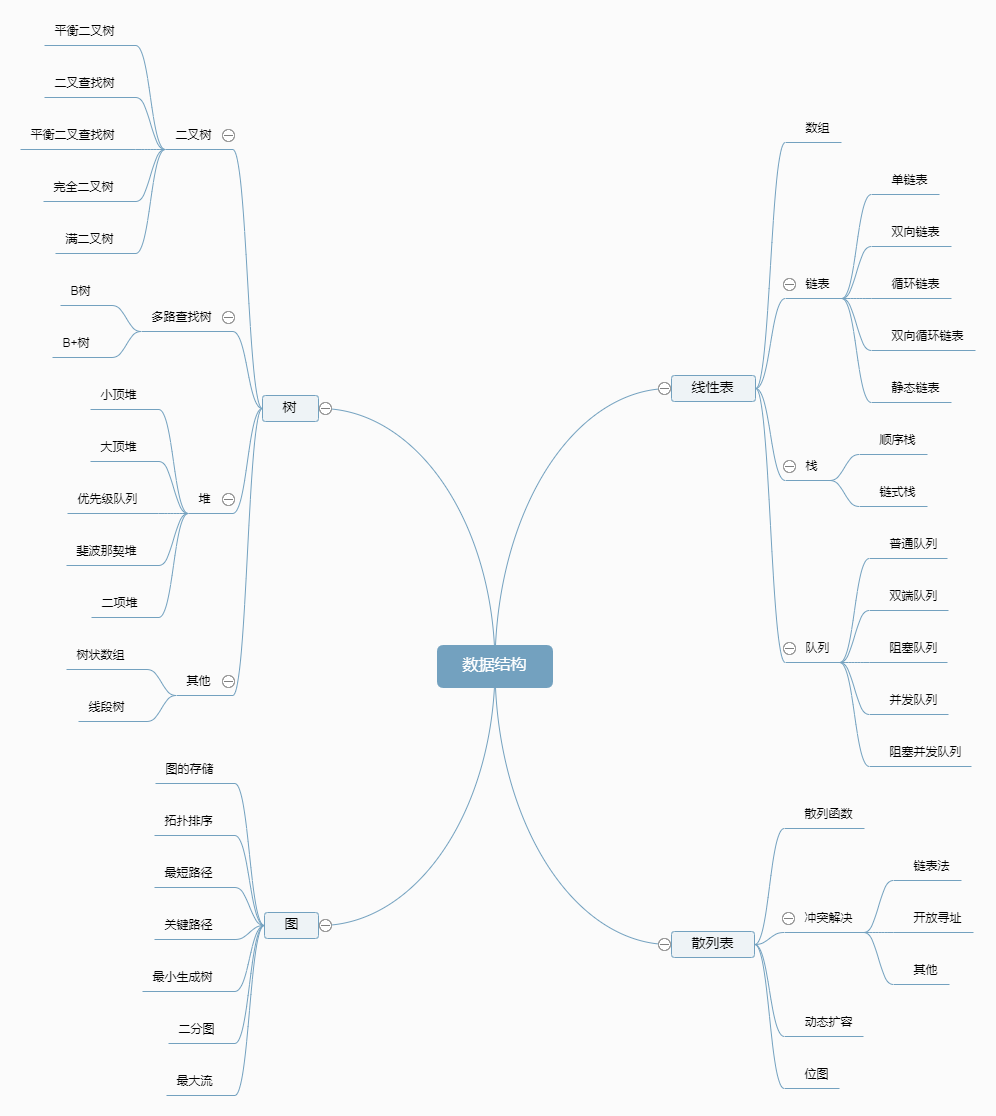 数据结构
线性表
数组
链表
单链表
双向链表
循环链表
双向循环链表
静态链表
栈
顺序栈
链式栈
队列
普通队列
双端队列
阻塞队列
并发队列
阻塞并发队列
散列表
散列函数
冲突解决
链表法
开放寻址
其他
动态扩容
位图
树
二叉树
平衡二叉树
二叉查找树
平衡二叉查找树
完全二叉树
满二叉树
多路查找树
B树
B+树
堆
小顶堆
大顶堆
优先级队列
斐波那契堆
二项堆
其他
树状数组
线段树
图
图的存储
拓扑排序
最短路径
关键路径
最小生成树
二分图
最大流